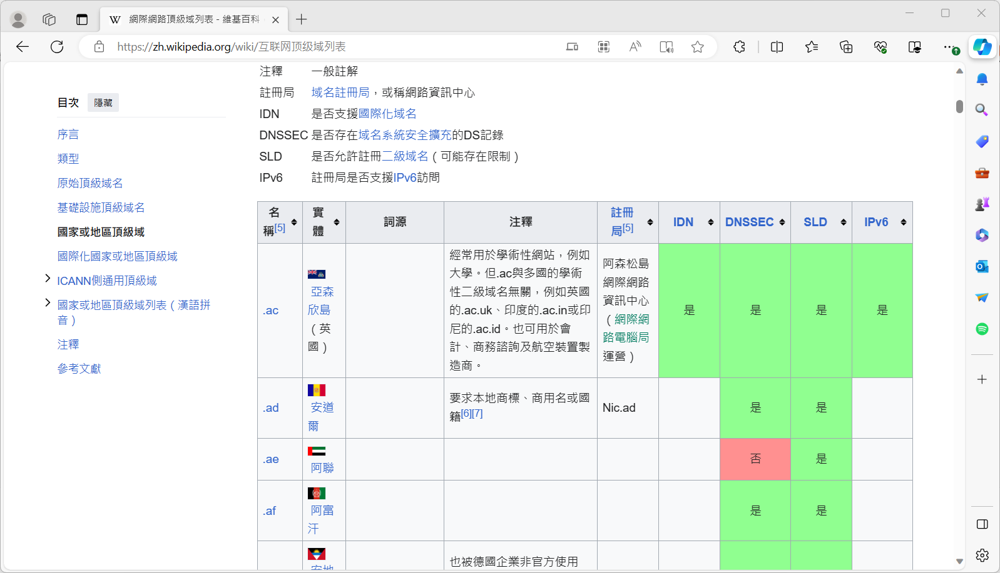 網際網路頂級域列表 - 維基百科
https://zh.wikipedia.org/wiki/互联网顶级域列表
目次 隱藏
序言
類型
原始頂級域名
基礎設施頂級域名
國家或地區頂級域
國際化國家或地區頂級域
ICANN側通用頂級域
國家或地區頂級域列表（漢語拼
音）
注釋
參考文獻
注釋 一般註解
註冊局 域名註冊局，或稱網路資訊中心
IDN 是否支援國際化域名
DNSSEC 是否存在域名系統安全擴充的DS記錄
SLD 是否允許註冊二級域名（可能存在限制）
IPv6 註冊局是否支援IPv6訪問
名
稱[5]
實
體
詞源
注釋
註冊
局[5]
IDN
DNSSEC
SLD
IPv6
.ac
亞森
欣島
（英
國）
經常用於學術性網站，例如
大學。但.ac與多國的學術
性二級域名無關，例如英國
的.ac.uk、印度的.ac.in或印
尼的.ac.id。也可用於會
計、商務諮詢及航空裝置製
造商。
阿森松島
網際網路
資訊中心
（網際網
路電腦局
運營）
是
是
是
是
.ad
安道
爾
要求本地商標、商用名或國
籍[6][7]
Nic.ad
是
是
.ae
阿聯
否
是
.af
阿富
汗
是
是
安地
也被德國企業非官方使用